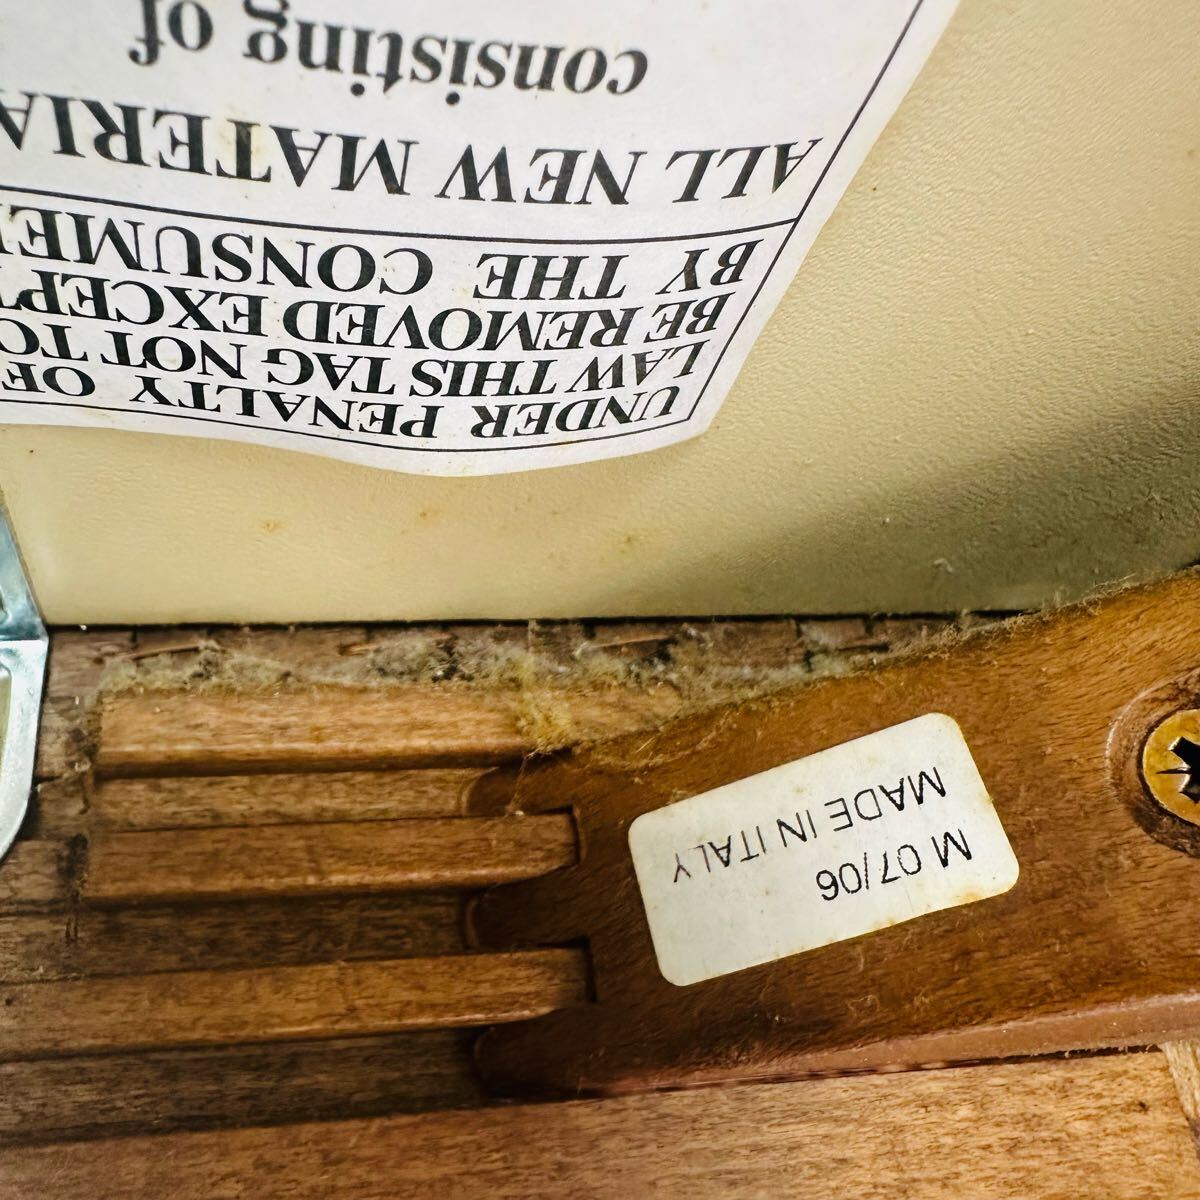 UNDER PENALTY OF
LAW THIS TAG NOT TO
BE REMOVED EXCEPT
BY THE CONSUME
ALL NEW MATERIA
consisting of
M 07/06
MADE IN ITALY